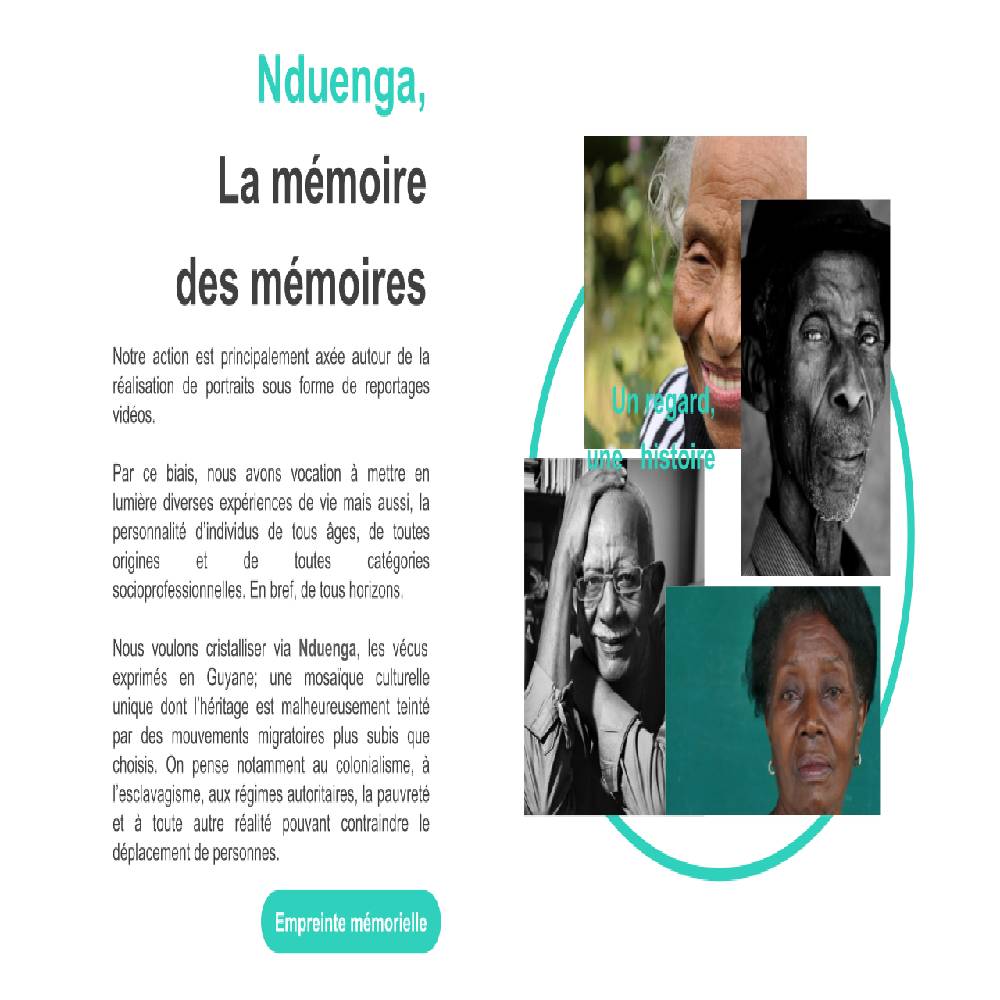 Nduenga,
La mémoire
des mémoires
Notre action est principalement axée autour de la
réalisation de portraits sous forme de reportages
vidéos.
Par ce biais, nous avons vocation à mettre en
lumière diverses expériences de vie mais aussi, la
personnalité d'individus de tous âges, de toutes
origines et de toutes catégories
socioprofessionnelles. En bref, de tous horizons.
Nous voulons cristalliser via Nduenga, les vécus
exprimés en Guyane; une mosaïque culturelle
unique dont l'héritage est malheureusement teinté
par des mouvements migratoires plus subis que
choisis. On pense notamment au colonialisme, à
l'esclavagisme, aux régimes autoritaires, la pauvreté
et à toute autre réalité pouvant contraindre le
déplacement de personnes.
Empreinte mémorielle
Un regard,
une histoire